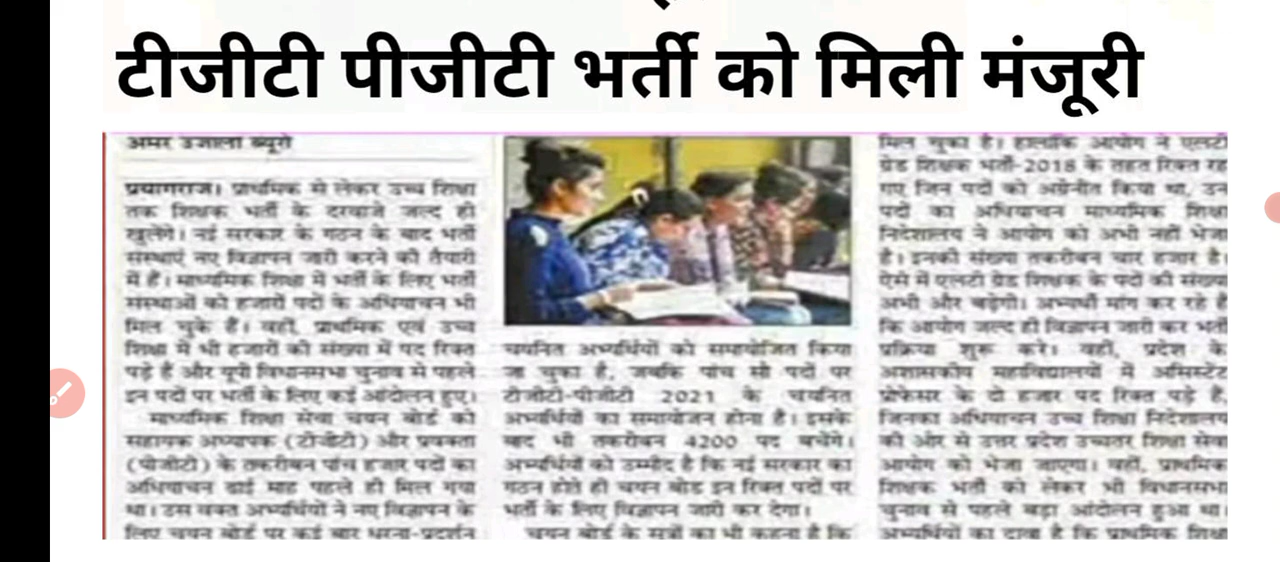 टीजीटी पीजीटी भर्ती को मिली मंजूरी
अमर उजाला ब्यूरो
प्रयागराज। प्राथमिक से लेकर उच्च शिक्षा
तक शिक्षक भर्ती के दरवाजे जल्द ही
खुलेंगे। नई सरकार के गठन के बाद भर्ती
संस्थाएं नए विज्ञापन जारी करने की तैयारी
में हैं। माध्यमिक शिक्षा में भर्ती के लिए भर्ती
संस्थाओं को हजारों पदों के अधियाचन भी
मिल चुके हैं। वहीं, प्राथमिक एवं उच्च
शिक्षा में भी हजारों की संख्या में पद रिक्त
पड़े हैं और यूपी विधानसभा चुनाव से पहले
इन पदों पर भर्ती के लिए कई आंदोलन हुए।
माध्यमिक शिक्षा सेवा चयन बोर्ड को
सहायक अध्यापक (टीजीटी) और प्रवक्ता
(पीजीटी) के तकरीबन पांच हजार पदों का
अधियाचन ढाई माह पहले ही मिल गया
था। उस वक्त अभ्यर्थियों ने नए विज्ञापन के
लिए चयन बोर्ड पर कई बार धरना-प्रदर्शन
चयनित अभ्यर्थियों को समायोजित किया
जा चुका है, जबकि पांच सौ पदों पर
टीजीटी-पीजीटी 2021 के चयनित
अभ्यर्थियों का समायोजन होना है। इसके
बाद भी तकरीबन 4200 पद बचेंगे।
अभ्यर्थियों को उम्मीद है कि नई सरकार का
गठन होते ही चयन बोर्ड इन रिक्त पदों पर
भर्ती के लिए विज्ञापन जारी कर देगा।
चयन बोर्ड के सूत्रों का भी कहना है कि
मिल चुका है। हालांकि आयोग ने एलटी
ग्रेड शिक्षक भर्ती-2018 के तहत रिक्त रह
गए जिन पदों को अग्रेनीत किया था, उन
पदों का अधियाचन माध्यमिक शिक्षा
निदेशालय ने आयोग को अभी नहीं भेजा
है। इनकी संख्या तकरीबन चार हजार है।
ऐसे में एलटी ग्रेड शिक्षक के पदों की संख्या
अभी और बढ़ेगी। अभ्यर्थी मांग कर रहे हैं
कि आयोग जल्द ही विज्ञापन जारी कर भर्ती
प्रक्रिया शुरू करे। वहीं, प्रदेश के
अशासकीय महाविद्यालयों में असिस्टेंट
प्रोफेसर के दो हजार पद रिक्त पड़े हैं,
जिनका अधियाचन उच्च शिक्षा निदेशालय
की ओर से उत्तर प्रदेश उच्चतर शिक्षा सेवा
आयोग को भेजा जाएगा। वहीं, प्राथमिक
शिक्षक भर्ती को लेकर भी विधानसभा
चुनाव से पहले बड़ा आंदोलन हुआ था।
अभ्यर्थियों का दावा है कि प्राथमिक शिक्षा